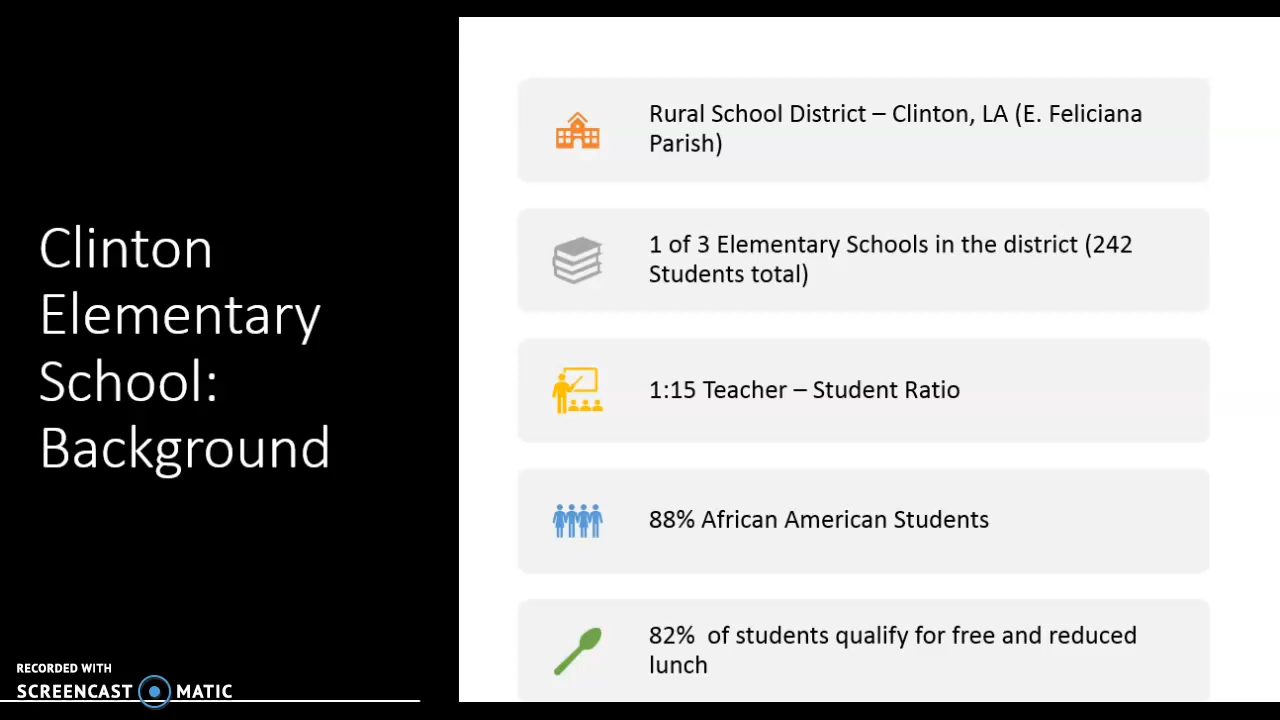 Clinton
Elementary
School:
Background
Rural School District – Clinton, LA (E. Feliciana
Parish)
1 of 3 Elementary Schools in the district (242
Students total)
1:15 Teacher – Student Ratio
88% African American Students
82%  of students qualify for free and reduced
lunch
RECORDED WITH
SCREENCAST MATIC